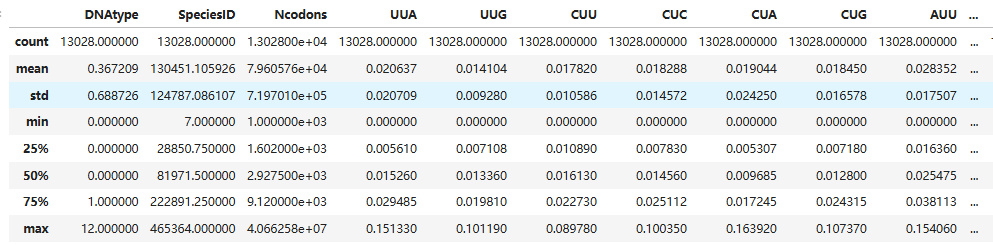 DNAtype SpeciesID Ncodons UUA UUG CUU CUC CUA CUG AUU ...
count 13028.000000 13028.000000 1.302800e+04 13028.000000 13028.000000 13028.000000 13028.000000 13028.000000 13028.000000 13028.000000 ...
mean 0.367209 130451.105926 7.960576e+04 0.020637 0.014104 0.017820 0.018288 0.019044 0.018450 0.028352 ...
std 0.688726 124787.086107 7.197010e+05 0.020709 0.009280 0.010586 0.014572 0.024250 0.016578 0.017507 ...
min 0.000000 7.000000 1.000000e+03 0.000000 0.000000 0.000000 0.000000 0.000000 0.000000 0.000000 ...
25% 0.000000 28850.750000 1.602000e+03 0.005610 0.007108 0.010890 0.007830 0.005307 0.007180 0.016360 ...
50% 0.000000 81971.500000 2.927500e+03 0.015260 0.013360 0.016130 0.014560 0.009685 0.012800 0.025475 ...
75% 1.000000 222891.250000 9.120000e+03 0.029485 0.019810 0.022730 0.025112 0.017245 0.024315 0.038113 ...
max 12.000000 465364.000000 4.066258e+07 0.151330 0.101190 0.089780 0.100350 0.163920 0.107370 0.154060 ...